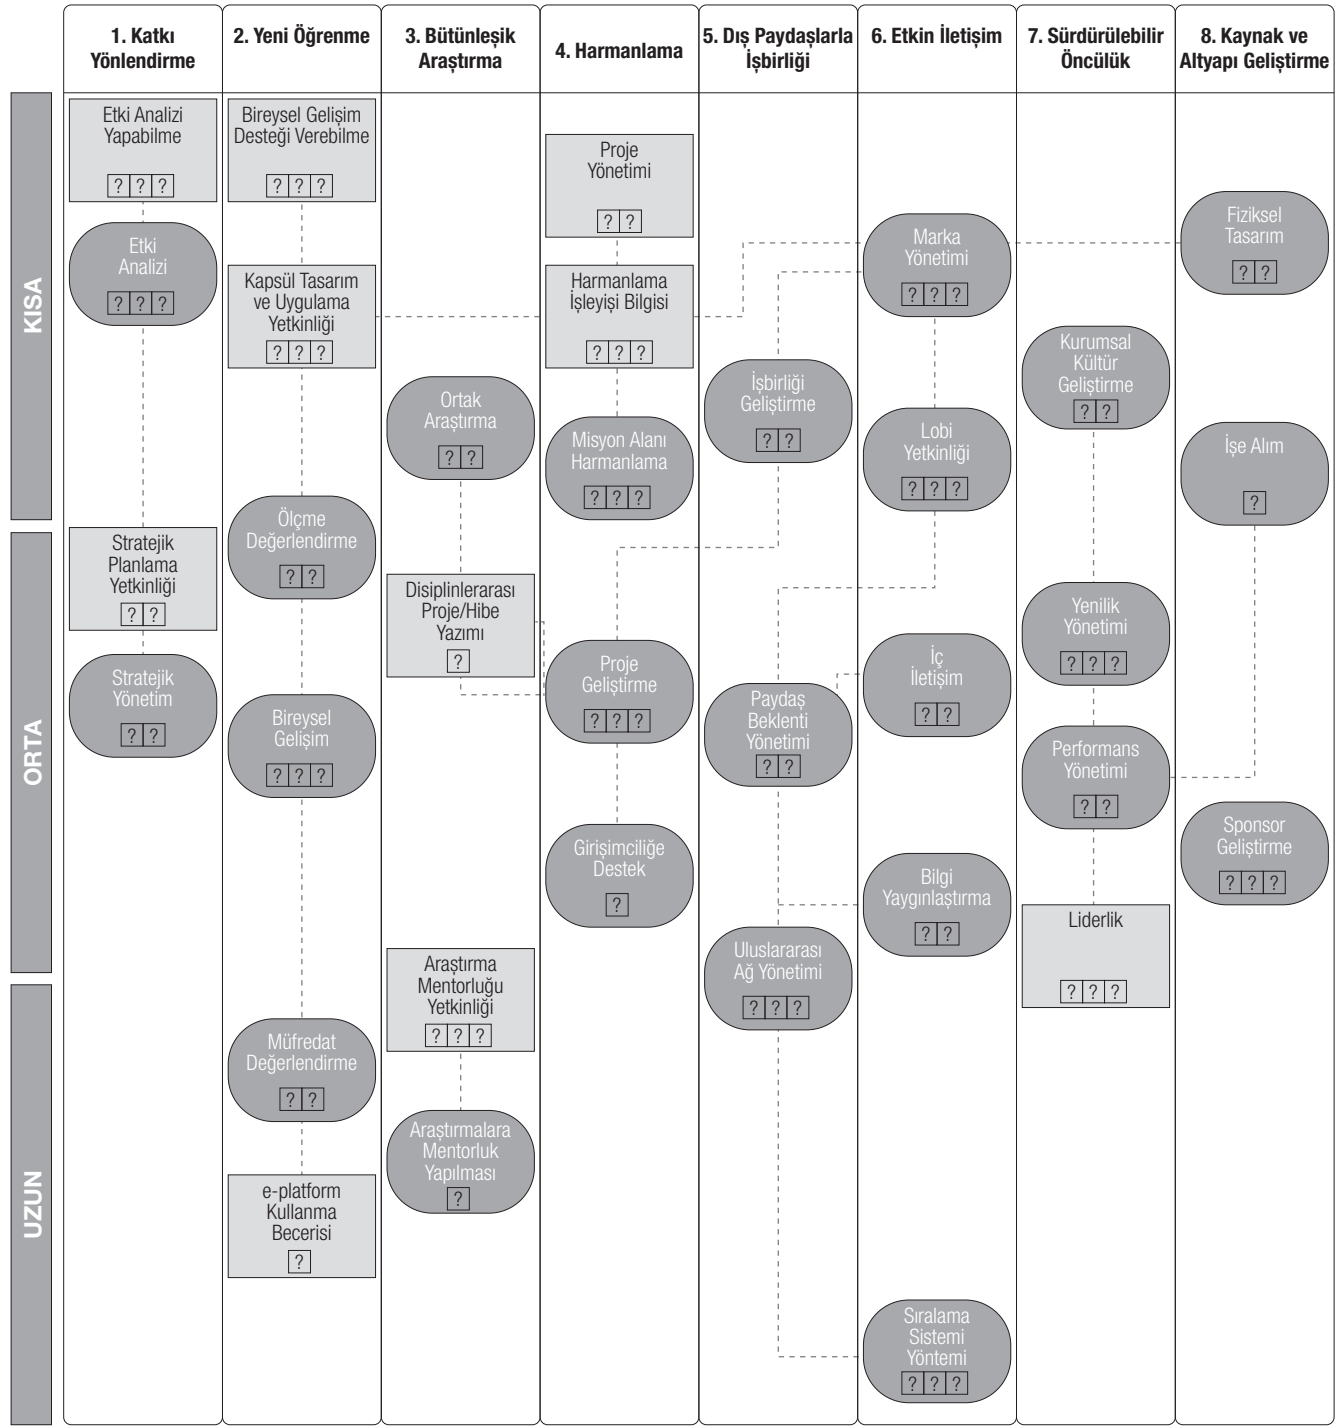 1. Katkı
Yönlendirme
2. Yeni Öğrenme
3. Bütünleşik
Araştırma
4. Harmanlama
5. Dış Paydaşlarla
İşbirliği
6. Etkin İletişim
7. Sürdürülebilir
Öncülük
8. Kaynak ve
Altyapı Geliştirme
KISA
ORTA
UZUN
Etki Analizi
Yapabilme
? ? ?
Etki
Analizi
? ? ?
Stratejik
Planlama
Yetkinliği
? ?
Stratejik
Yönetim
? ?
Bireysel Gelişim
Desteği Verebilme
? ? ?
Kapsül Tasarım
ve Uygulama
Yetkinliği
? ? ?
Ölçme
Değerlendirme
? ?
Bireysel
Gelişim
? ? ?
Müfredat
Değerlendirme
? ?
e-platform
Kullanma
Becerisi
?
Ortak
Araştırma
? ?
Disiplinlerarası
Proje/Hibe
Yazımı
?
Araştırma
Mentorluğu
Yetkinliği
? ? ?
Araştırmalara
Mentorluk
Yapılması
?
Proje
Yönetimi
? ?
Harmanlama
İşleyişi Bilgisi
? ? ?
Misyon Alanı
Harmanlama
? ? ?
Proje
Geliştirme
? ? ?
Girişimciliğe
Destek
?
İşbirliği
Geliştirme
? ?
Paydaş
Beklenti
Yönetimi
? ?
Uluslararası
Ağ Yönetimi
? ? ?
Marka
Yönetimi
? ? ?
Lobi
Yetkinliği
? ? ?
İç
İletişim
? ?
Bilgi
Yaygınlaştırma
? ?
Sıralama
Sistemi
Yöntemi
? ? ?
Kurumsal
Kültür
Geliştirme
? ?
Yenilik
Yönetimi
? ? ?
Performans
Yönetimi
? ?
Liderlik
? ? ?
Fiziksel
Tasarım
? ?
İşe Alım
?
Sponsor
Geliştirme
? ? ?